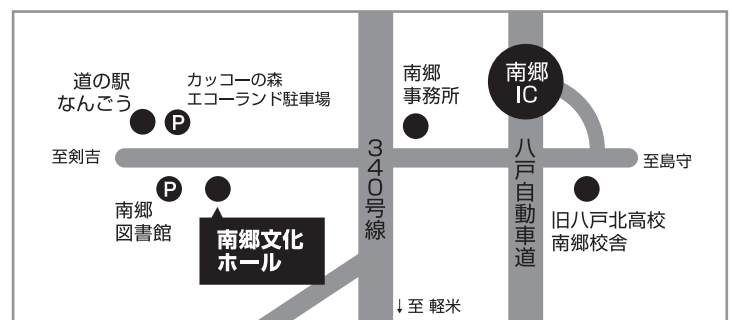 道の駅
なんごう
カッコーの森
エコーランド駐車場
P
南郷
事務所
南郷
IC
至剣吉
340号線
八戸自動車道
至島守
P
南郷
図書館
南郷文化
ホール
旧八戸北高校
南郷校舎
↓至 軽米